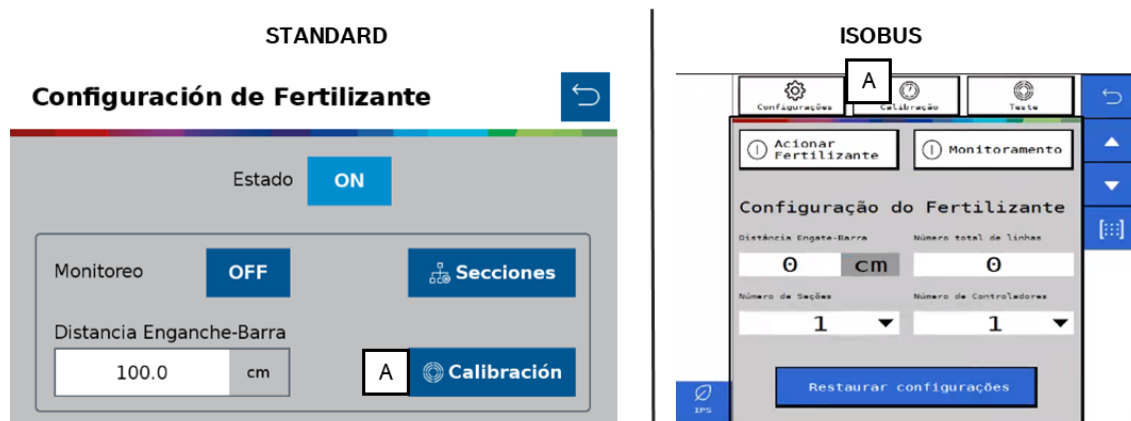 STANDARD
Configuración de Fertilizante
Estado ON
Monitoreo OFF Secciones
Distancia Enganche-Barra
100.0 cm A Calibración
ISOBUS
A
Configurações Calibração Teste
Acionar
Fertilizante
Monitoramento
Configuração do Fertilizante
Distância Engate-Barra Número total de linhas
0 cm 0
Número de Seções Número de Controladores
1 1
Restaurar configurações
IPS